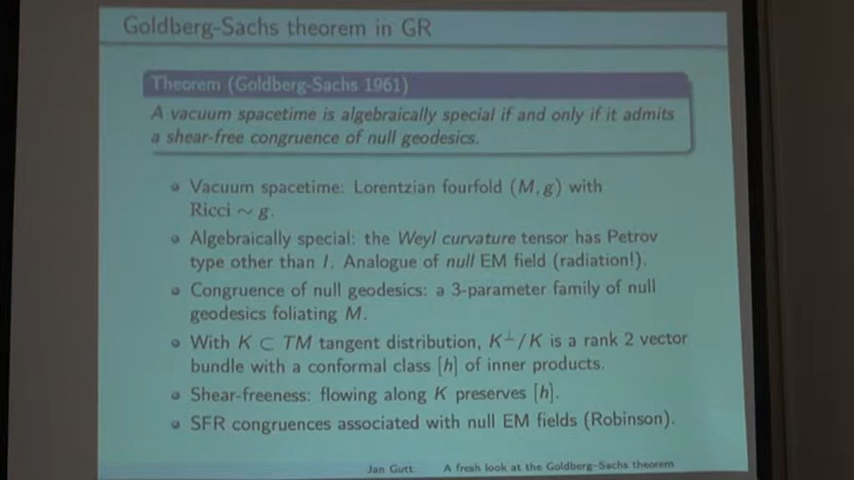 Goldberg-Sachs theorem in GR
Theorem (Goldberg-Sachs 1961)
A vacuum spacetime is algebraically special if and only if it admits
a shear-free congruence of null geodesics.
• Vacuum spacetime: Lorentzian fourfold (M, g) with
Ricci ∼ g.
• Algebraically special: the Weyl curvature tensor has Petrov
type other than I. Analogue of null EM field (radiation!).
• Congruence of null geodesics: a 3-parameter family of null
geodesics foliating M.
• With K ⊂ TM tangent distribution, K⊥/K is a rank 2 vector
bundle with a conformal class [h] of inner products.
• Shear-freeness: flowing along K preserves [h].
• SFR congruences associated with null EM fields (Robinson).
Jan Gutt A fresh look at the Goldberg-Sachs theorem